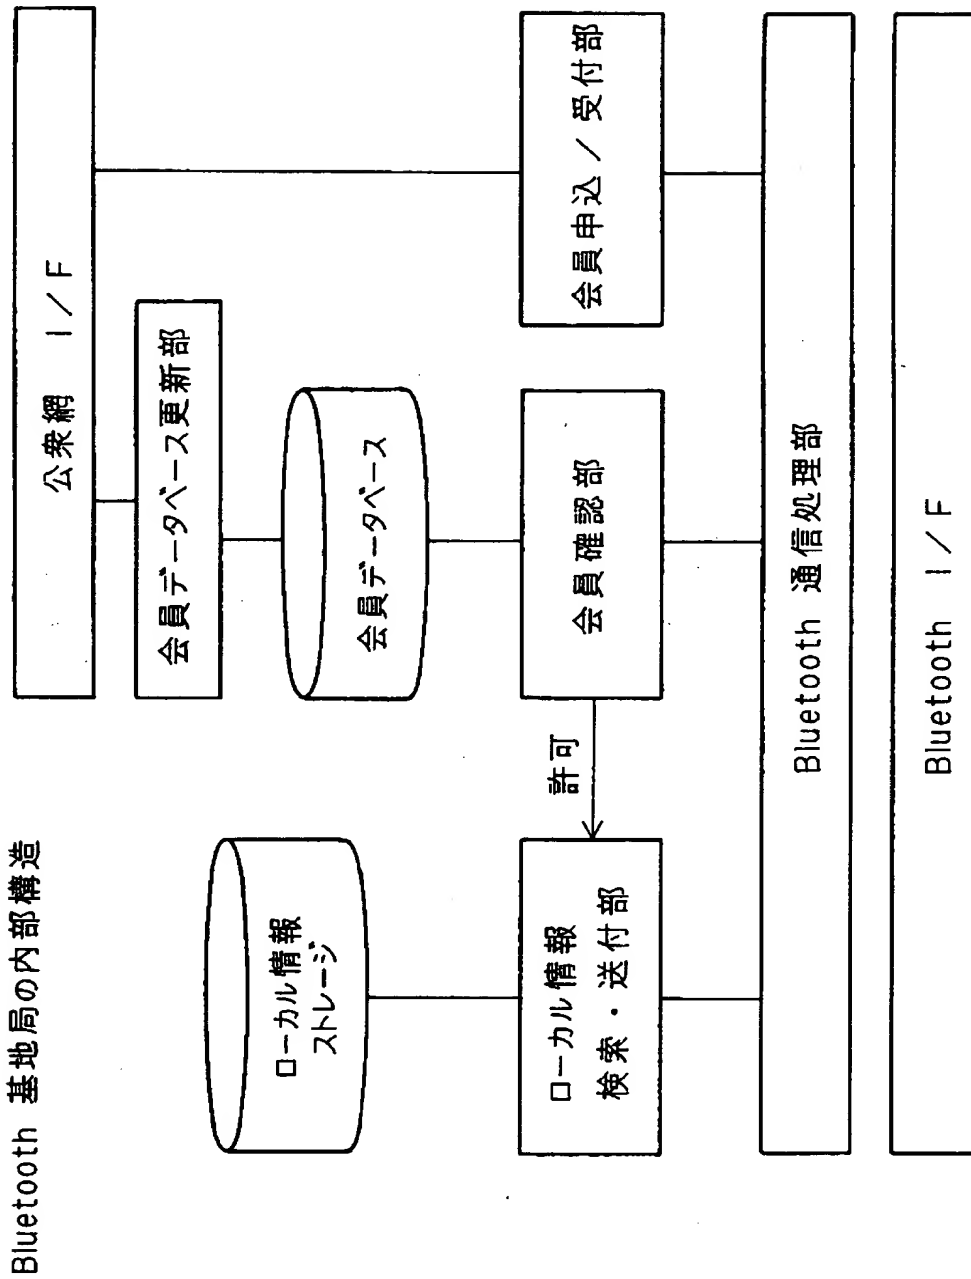 Bluetooth 基地局の内部構造
公衆網 I/F
会員データベース更新部
会員データベース
ローカル情報
ストレージ
会員申込/受付部
会員確認部
許可
ローカル情報
検索・送付部
Bluetooth 通信処理部
Bluetooth I/F